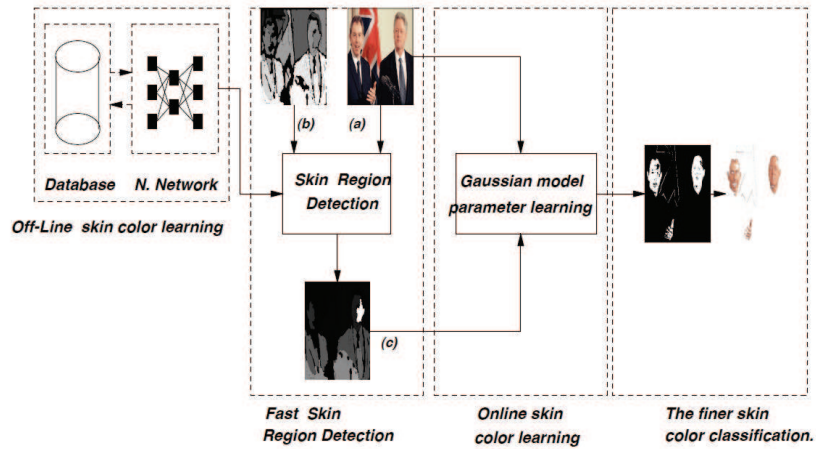 (b)
(a)
Database
N. Network
Off-Line skin color learning
Skin Region
Detection
Gaussian model
parameter learning
(c)
Fast Skin
Region Detection
Online skin
color learning
The finer skin
color classification.